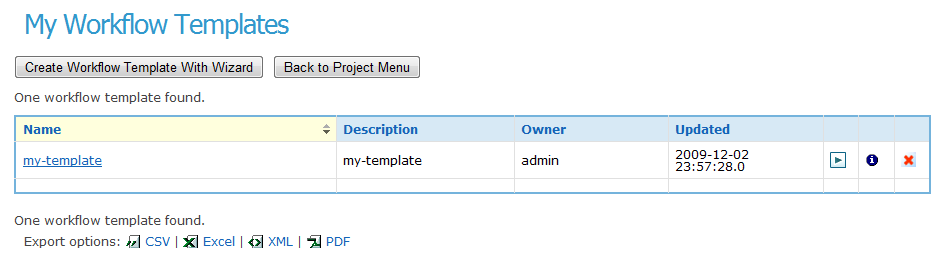 My Workflow Templates
Create Workflow Template With Wizard Back to Project Menu
One workflow template found.
Name Description Owner Updated
my-template my-template admin 2009-12-02
23:57:28.0
One workflow template found.
Export options: CSV | Excel | XML | PDF